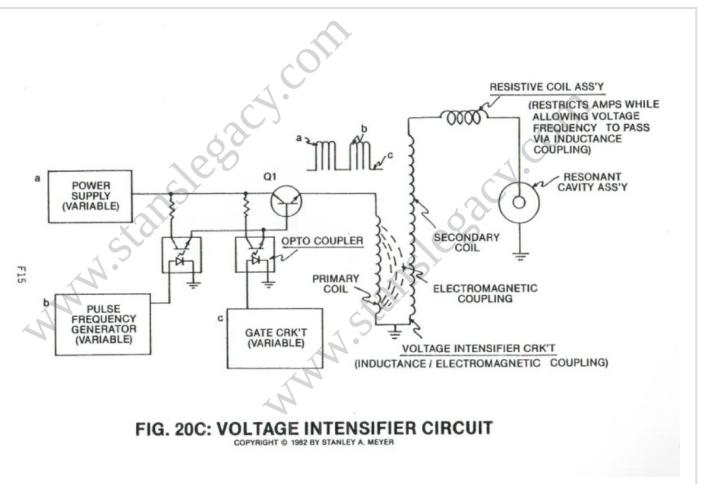 www.stanslegacy.com
www.stanslegacy.com
RESISTIVE COIL ASS'Y
(RESTRICTS AMPS WHILE
ALLOWING VOLTAGE
FREQUENCY TO PASS
VIA INDUCTANCE
COUPLING)
a
b
c
Q1
a
POWER
SUPPLY
(VARIABLE)
RESONANT
CAVITY ASS'Y
OPTO COUPLER
SECONDARY
COIL
PRIMARY
COIL
ELECTROMAGNETIC
COUPLING
F15
b
PULSE
FREQUENCY
GENERATOR
(VARIABLE)
c
GATE CRK'T
(VARIABLE)
VOLTAGE INTENSIFIER CRK'T
(INDUCTANCE / ELECTROMAGNETIC COUPLING)
FIG. 20C: VOLTAGE INTENSIFIER CIRCUIT
COPYRIGHT © 1982 BY STANLEY A. MEYER